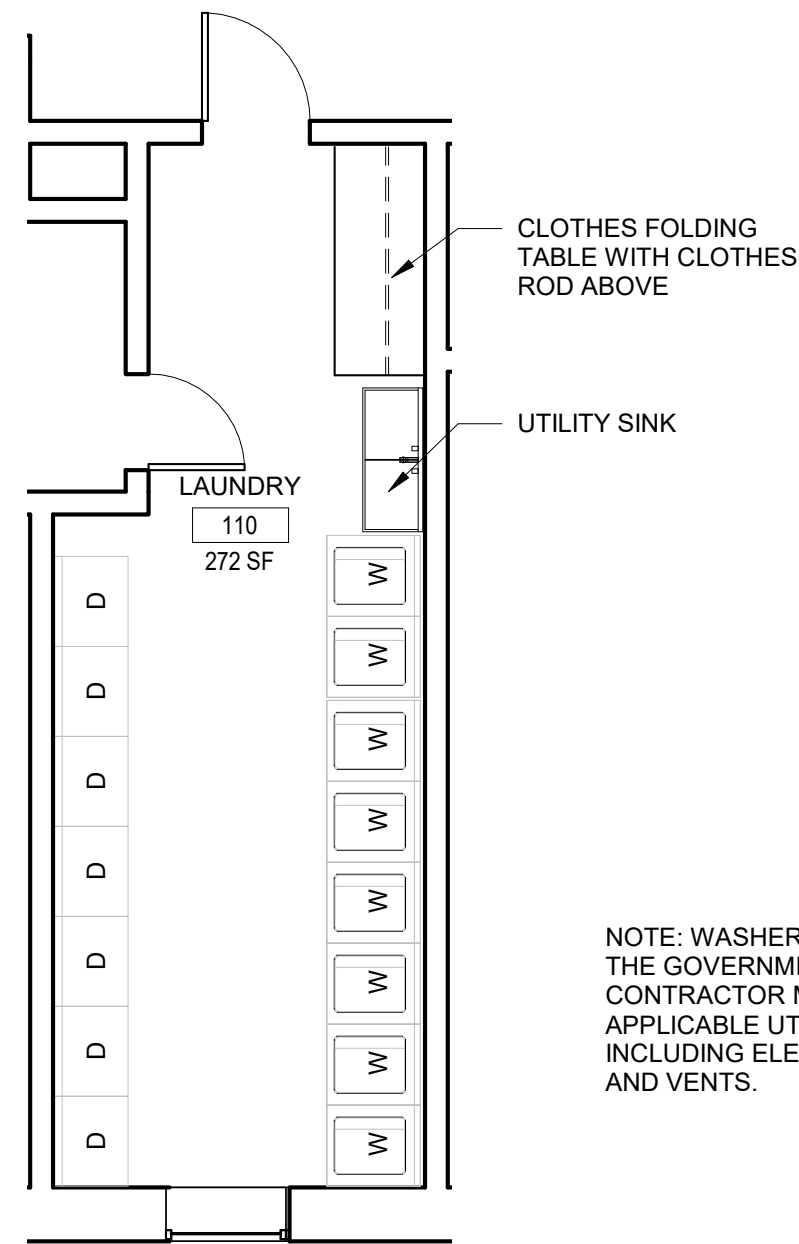 CLOTHES FOLDING
TABLE WITH CLOTHES
ROD ABOVE
UTILITY SINK
LAUNDRY
110
272 SF
D
D
D
D
D
D
D
W
W
W
W
W
W
W
W
NOTE: WASHER
THE GOVERNM
CONTRACTOR
APPLICABLE UT
INCLUDING ELE
AND VENTS.